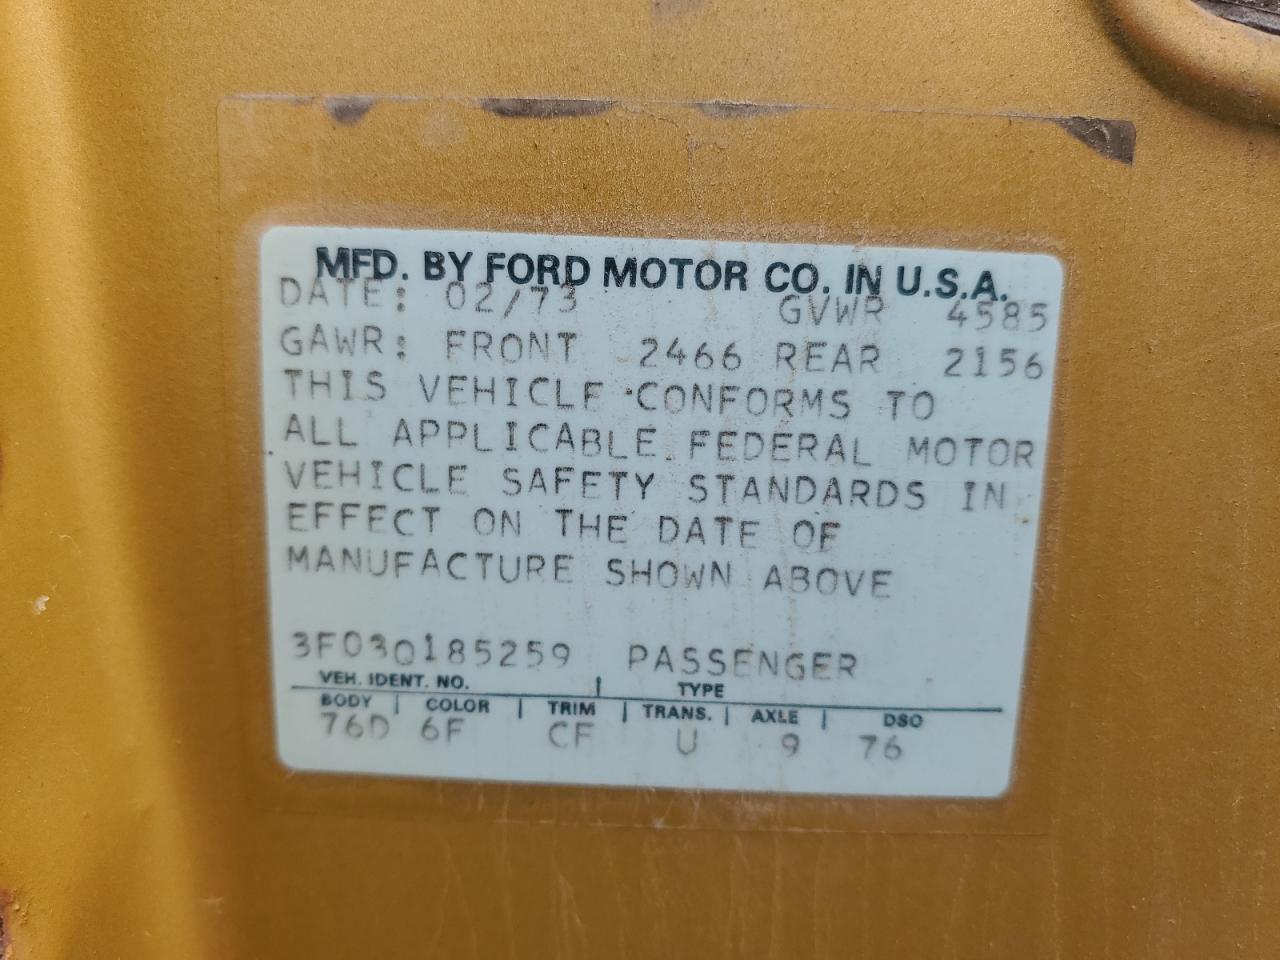 MFD. BY FORD MOTOR CO. IN U.S.A.
DATE: 02/73 GVWR 4585
GAWR: FRONT 2466 REAR 2156
THIS VEHICLE CONFORMS TO
ALL APPLICABLE FEDERAL MOTOR
VEHICLE SAFETY STANDARDS IN
EFFECT ON THE DATE OF
MANUFACTURE SHOWN ABOVE
3F03Q185259 PASSENGER
VEH. IDENT. NO. | TYPE
BODY | COLOR | TRIM | TRANS. | AXLE | DSO
76D 6F CF U 9 76